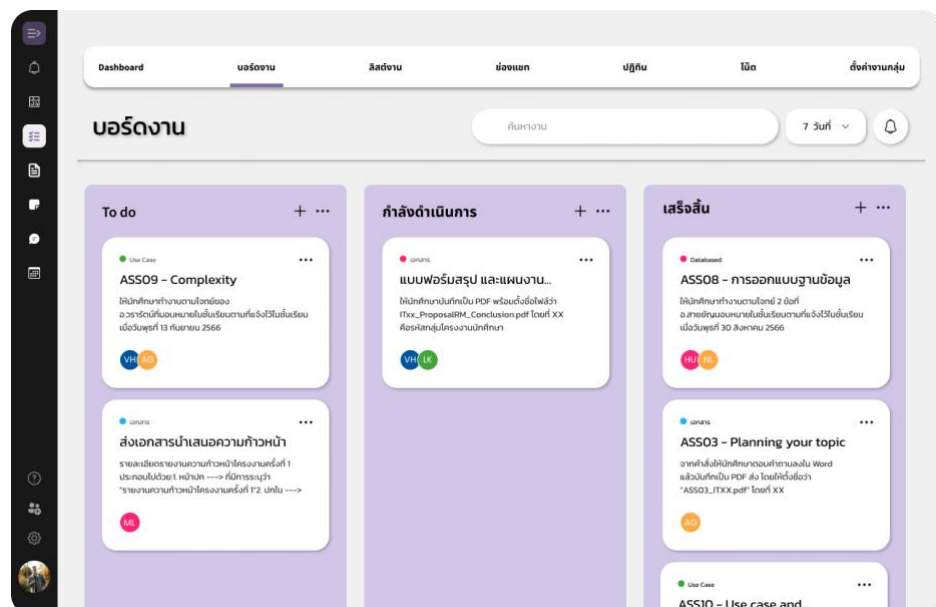 Dashboard
บอร์ดงาน
ลิสต์งาน
ช่องแชท
ปฏิทิน
โน๊ต
ตั้งค่างานกลุ่ม
บอร์ดงาน
ค้นหางาน
7 วันที่
To do
Use Case
ASS09 - Complexity
ให้นักศึกษาทำงานตามโจทย์ของ
อ.วรารัตน์ที่มอบหมายในชั้นเรียนตามที่แจ้งไว้ในชั้นเรียน
เมื่อวันพุธที่ 13 กันยายน 2566
VH AG
เอกสาร
ส่งเอกสารนำเสนอความก้าวหน้า
รายละเอียดรายงานความก้าวหน้าโครงงานครั้งที่ 1
ประกอบไปด้วย1. หน้าปก ----> ที่มีการระบุว่า
"รายงานความก้าวหน้าโครงงานครั้งที่ 1"2. ปกใน ---->
ML
กำลังดำเนินการ
เอกสาร
แบบฟอร์มสรุป และแผนงาน...
ให้นักศึกษาบันทึกเป็น PDF พร้อมตั้งชื่อไฟล์ว่า
ITxx_ProposalRM_Conclusion.pdf โดยที่ XX
คือรหัสกลุ่มโครงงานนักศึกษา
VH LK
เสร็จสิ้น
Databased
ASS08 - การออกแบบฐานข้อมูล
ให้นักศึกษาทำงานตามโจทย์ 2 ข้อที่
อ.สายชัญมอบหมายในชั้นเรียนตามที่แจ้งไว้ในชั้นเรียน
เมื่อวันพุธที่ 30 สิงหาคม 2566
HU NL
เอกสาร
ASS03 - Planning your topic
จากคำสั่งให้นักศึกษาตอบคำถามลงใน Word
แล้วบันทึกเป็น PDF ส่ง โดยให้ตั้งชื่อว่า
"ASS03_ITXX.pdf" โดยที่ XX
AG
Use Case
ASS10 - Use case and